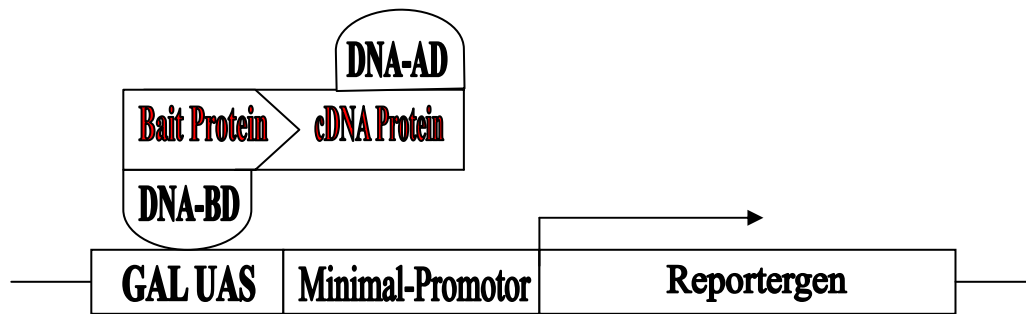 DNA-AD
Bait Protein cDNA Protein
DNA-BD
GAL UAS Minimal-Promotor Reportergen